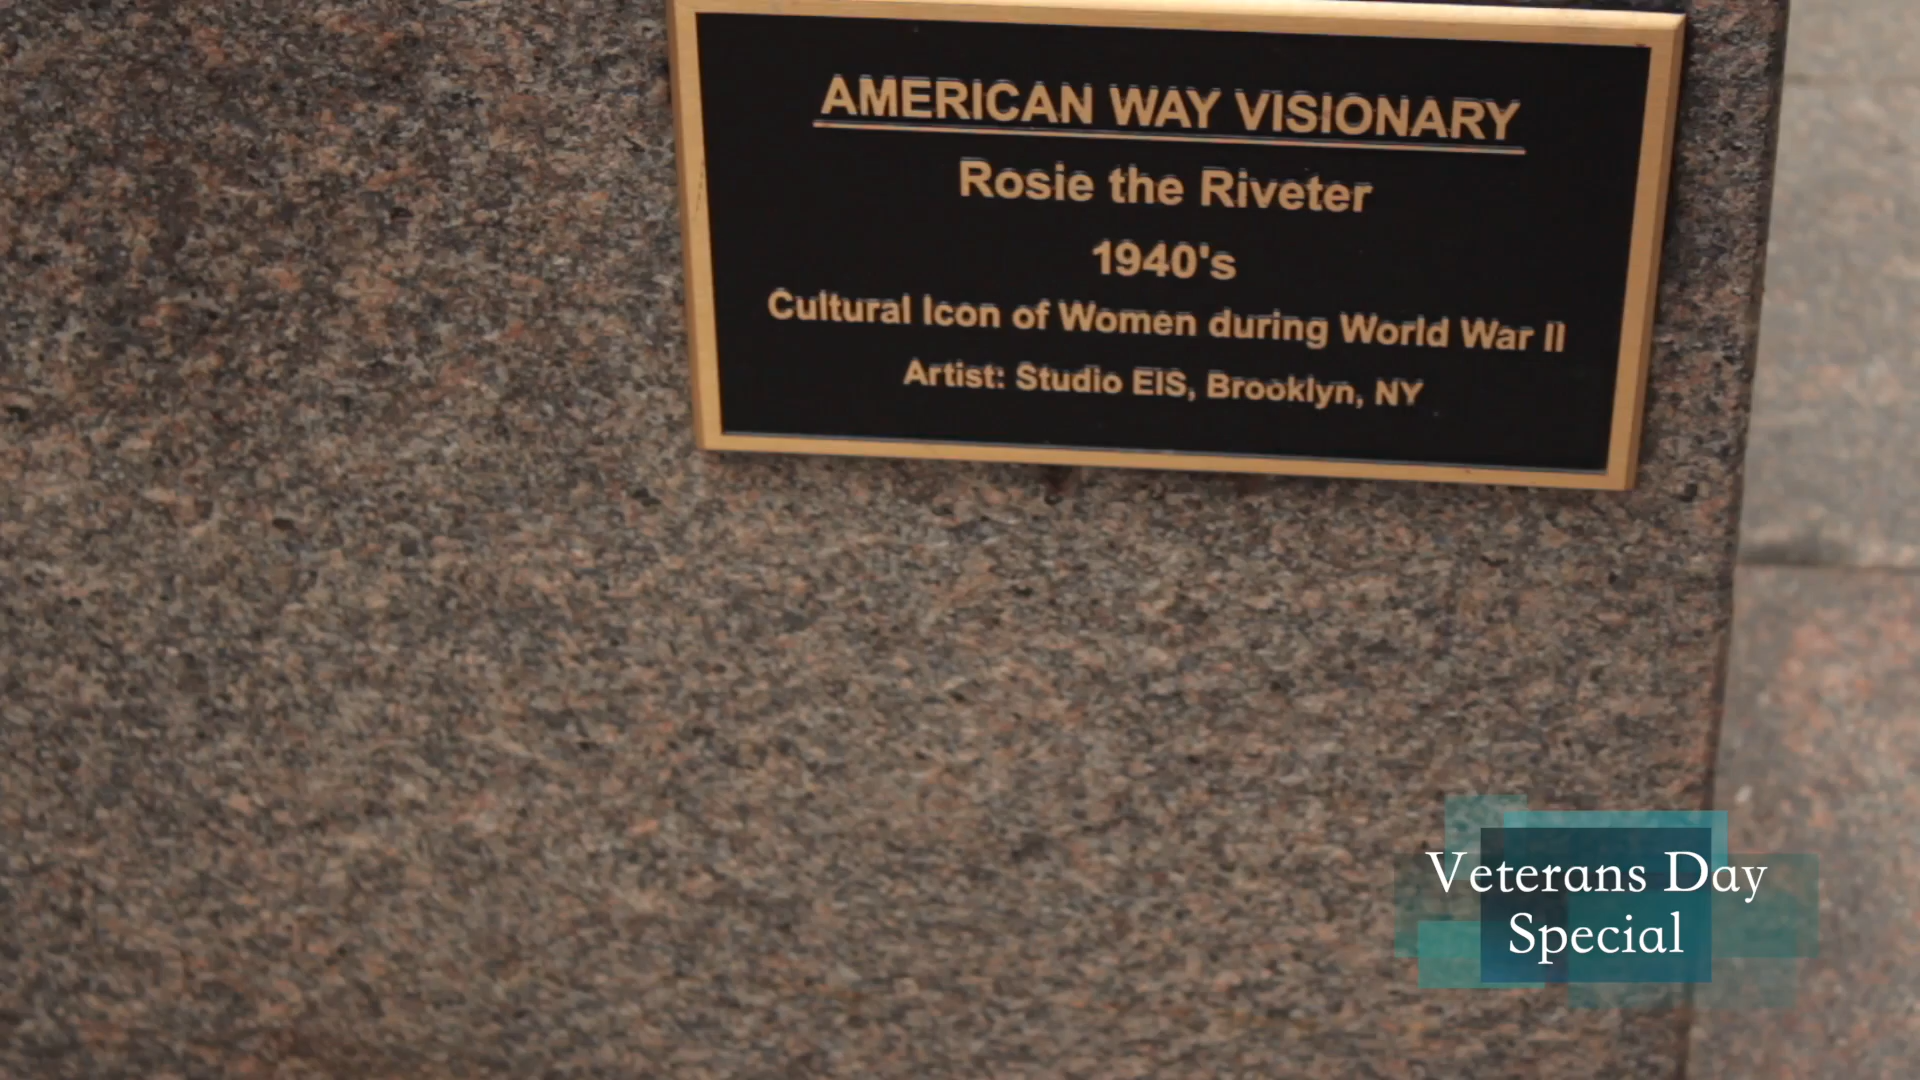 AMERICAN WAY VISIONARY
Rosie the Riveter
1940's
Cultural Icon of Women during World War II
Artist: Studio EIS, Brooklyn, NY
Veterans Day
Special